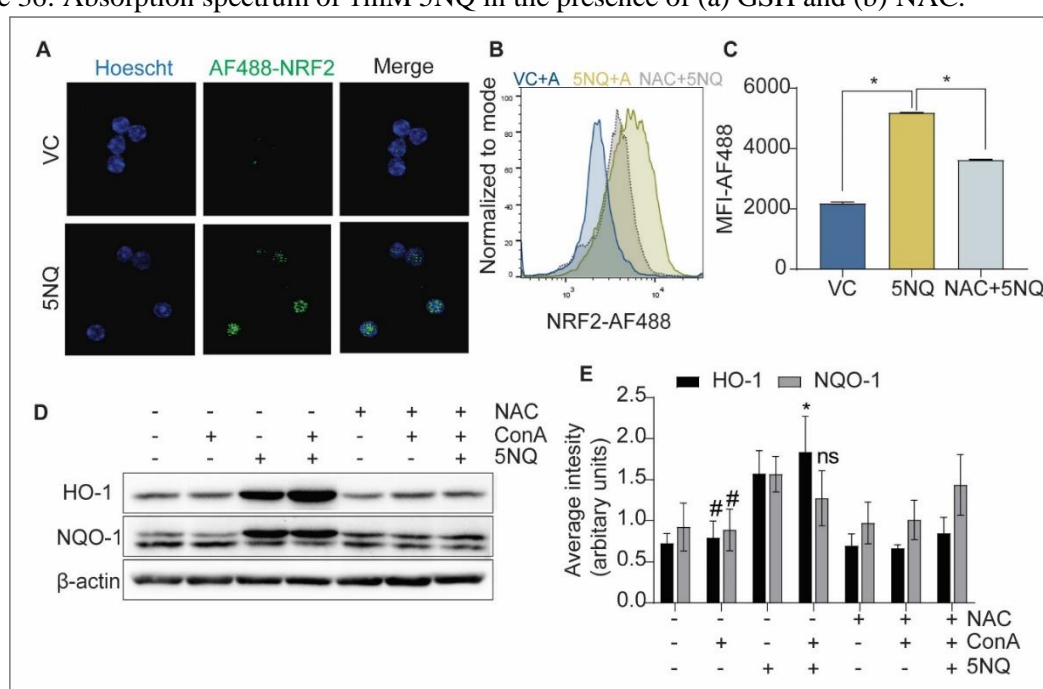 e 36: Absorption spectrum of 1mM 5NQ in the presence of (a) GSH and (b) NAC.
A
Hoescht AF488-NRF2 Merge
VC
5NQ
B
VC+A 5NQ+A NAC+5NQ
Normalized to mode
100
80
60
40
20
0
10³ 10⁴
NRF2-AF488
C
MFI-AF488
6000
4000
2000
0
* *
VC 5NQ NAC+5NQ
D
- - - - + + + NAC
- + - + - + + ConA
- - + + - - + 5NQ
HO-1
NQO-1
β-actin
E
HO-1 NQO-1
Average intesity
(arbitary units)
2.5
2.0
1.5
1.0
0.5
0.0
# # * ns
- - - - + + + NAC
- + - + - + + ConA
- - + + - - + 5NQ